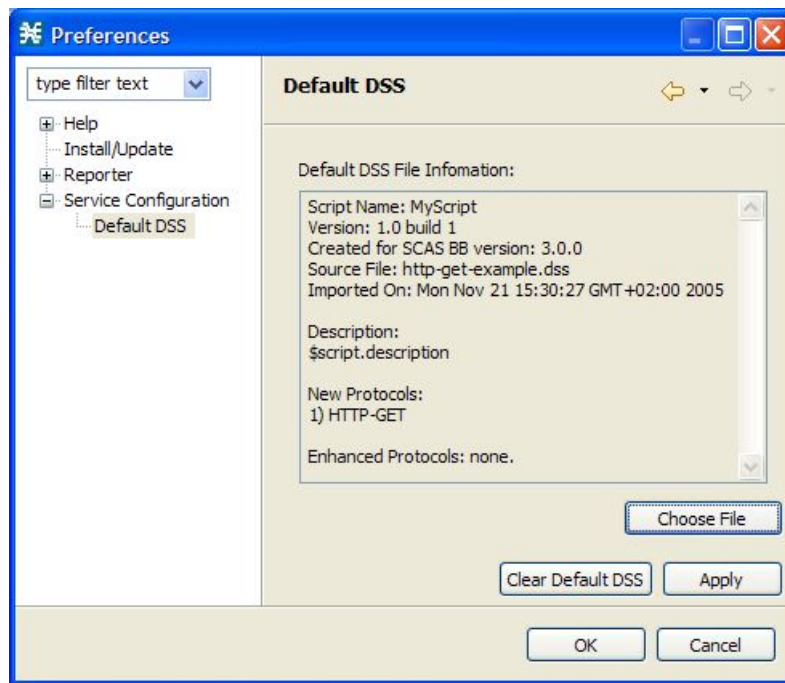 Preferences
type filter text
Help
Install/Update
Reporter
Service Configuration
Default DSS
Default DSS
Default DSS File Infomation:
Script Name: MyScript
Version: 1.0 build 1
Created for SCAS BB version: 3.0.0
Source File: http-get-example.dss
Imported On: Mon Nov 21 15:30:27 GMT+02:00 2005
Description:
$script.description
New Protocols:
1) HTTP-GET
Enhanced Protocols: none.
Choose File
Clear Default DSS
Apply
OK
Cancel